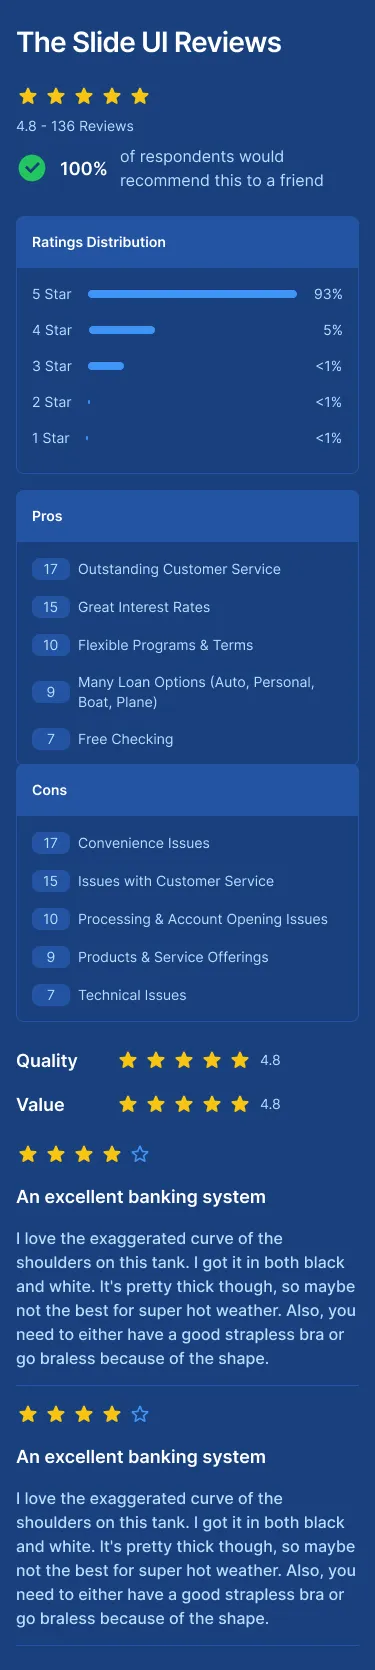 The Slide UI Reviews
4.8 - 136 Reviews
100% of respondents would
recommend this to a friend
Ratings Distribution
5 Star 93%
4 Star 5%
3 Star <1%
2 Star <1%
1 Star <1%
Pros
17 Outstanding Customer Service
15 Great Interest Rates
10 Flexible Programs & Terms
9 Many Loan Options (Auto, Personal,
Boat, Plane)
7 Free Checking
Cons
17 Convenience Issues
15 Issues with Customer Service
10 Processing & Account Opening Issues
9 Products & Service Offerings
7 Technical Issues
Quality 4.8
Value 4.8
An excellent banking system
I love the exaggerated curve of the
shoulders on this tank. I got it in both black
and white. It's pretty thick though, so maybe
not the best for super hot weather. Also, you
need to either have a good strapless bra or
go braless because of the shape.
An excellent banking system
I love the exaggerated curve of the
shoulders on this tank. I got it in both black
and white. It's pretty thick though, so maybe
not the best for super hot weather. Also, you
need to either have a good strapless bra or
go braless because of the shape.